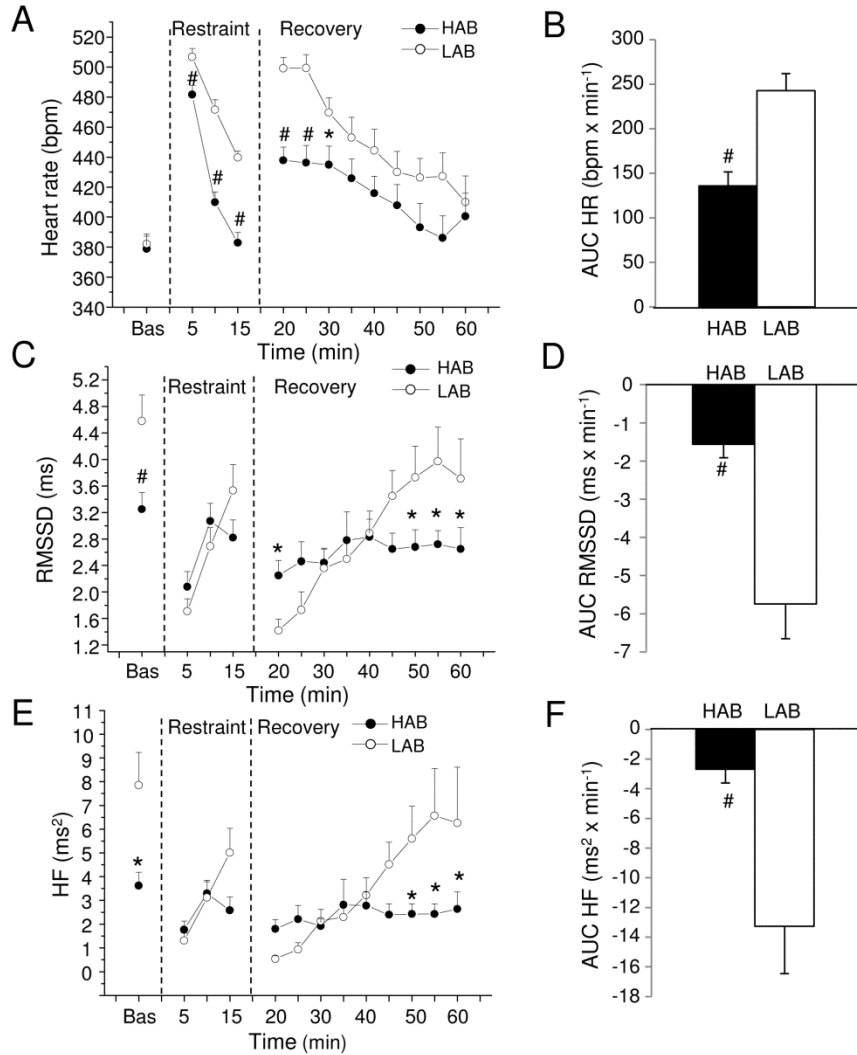 A
Restraint
Recovery
HAB
LAB
Heart rate (bpm)
520
500
480
460
440
420
400
380
360
340
#
#
#
# # *
Bas 5 15 20 30 40 50 60
Time (min)
B
AUC HR (bpm x min-1)
300
250
200
150
100
50
0
#
HAB LAB
C
Restraint
Recovery
HAB
LAB
RMSSD (ms)
5.2
4.8
4.4
4.0
3.6
3.2
2.8
2.4
2.0
1.6
1.2
#
* * * *
Bas 5 15 20 30 40 50 60
Time (min)
D
HAB LAB
AUC RMSSD (ms x min-1)
0
-1
-2
-3
-4
-5
-6
-7
#
E
Restraint
Recovery
HAB
LAB
HF (ms2)
11
10
9
8
7
6
5
4
3
2
1
0
*
* * *
Bas 5 15 20 30 40 50 60
Time (min)
F
HAB LAB
AUC HF (ms2 x min-1)
0
-2
-4
-6
-8
-10
-12
-14
-16
-18
#